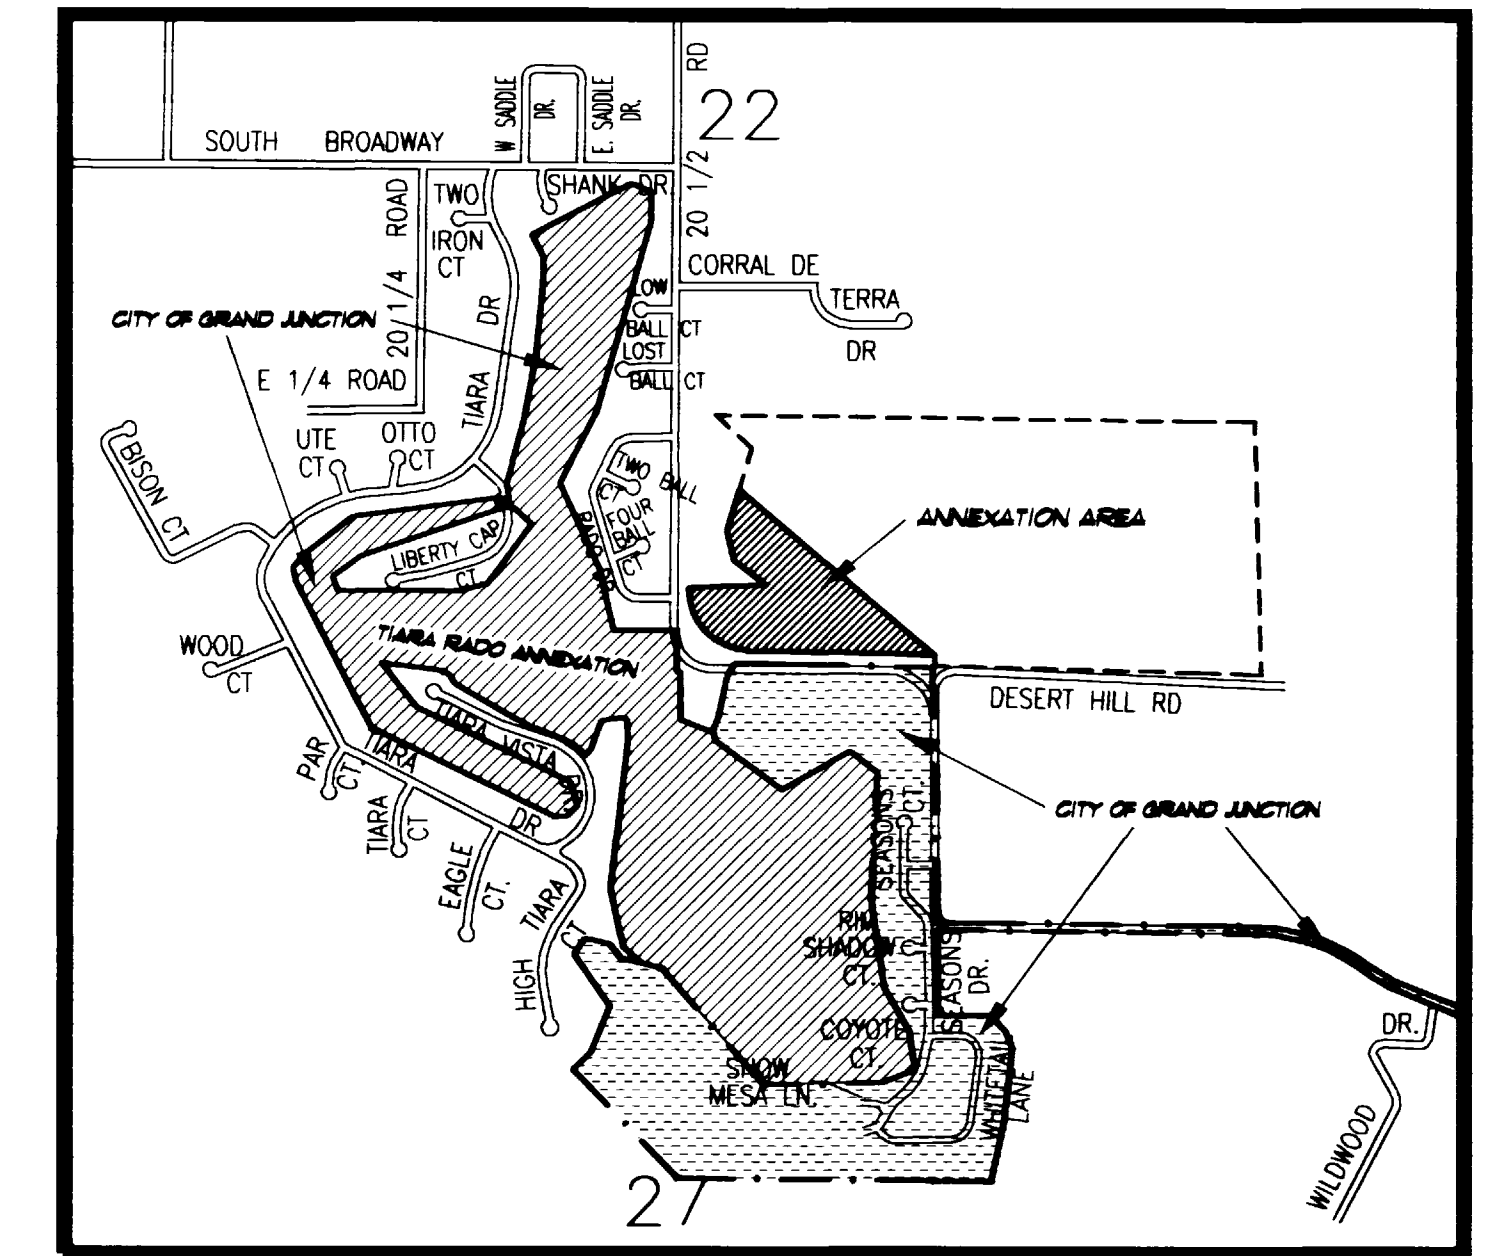 RD
22
W SADDLE
DR.
E. SADDLE
DR.
SOUTH BROADWAY
SHANK DR.
20 1/2
TWO
IRON
CT
20 1/4 ROAD
CORRAL DE
TERRA
DR
LOW
BALL CT
LOST
BALL CT
CITY OF GRAND JUNCTION
E 1/4 ROAD
TIARA DR
UTE
CT
OTTO
CT
BISON CT
TWO BALL
CT
FOUR
BALL
CT
RADO DR
ANNEXATION AREA
LIBERTY CAP
CT
TIARA RADO ANNEXATION
WOOD
CT
DESERT HILL RD
TIARA VISTA DR
PAR
CT.
TIARA
DR
TIARA
CT
EAGLE
CT.
HIGH TIARA
CT
SEASONS
CT.
CITY OF GRAND JUNCTION
RIM
SHADOW
CT.
SEASONS
DR.
COYOTE
CT.
SHOW
MESA LN.
WHITETAIL
LANE
WILDWOOD
DR.
27